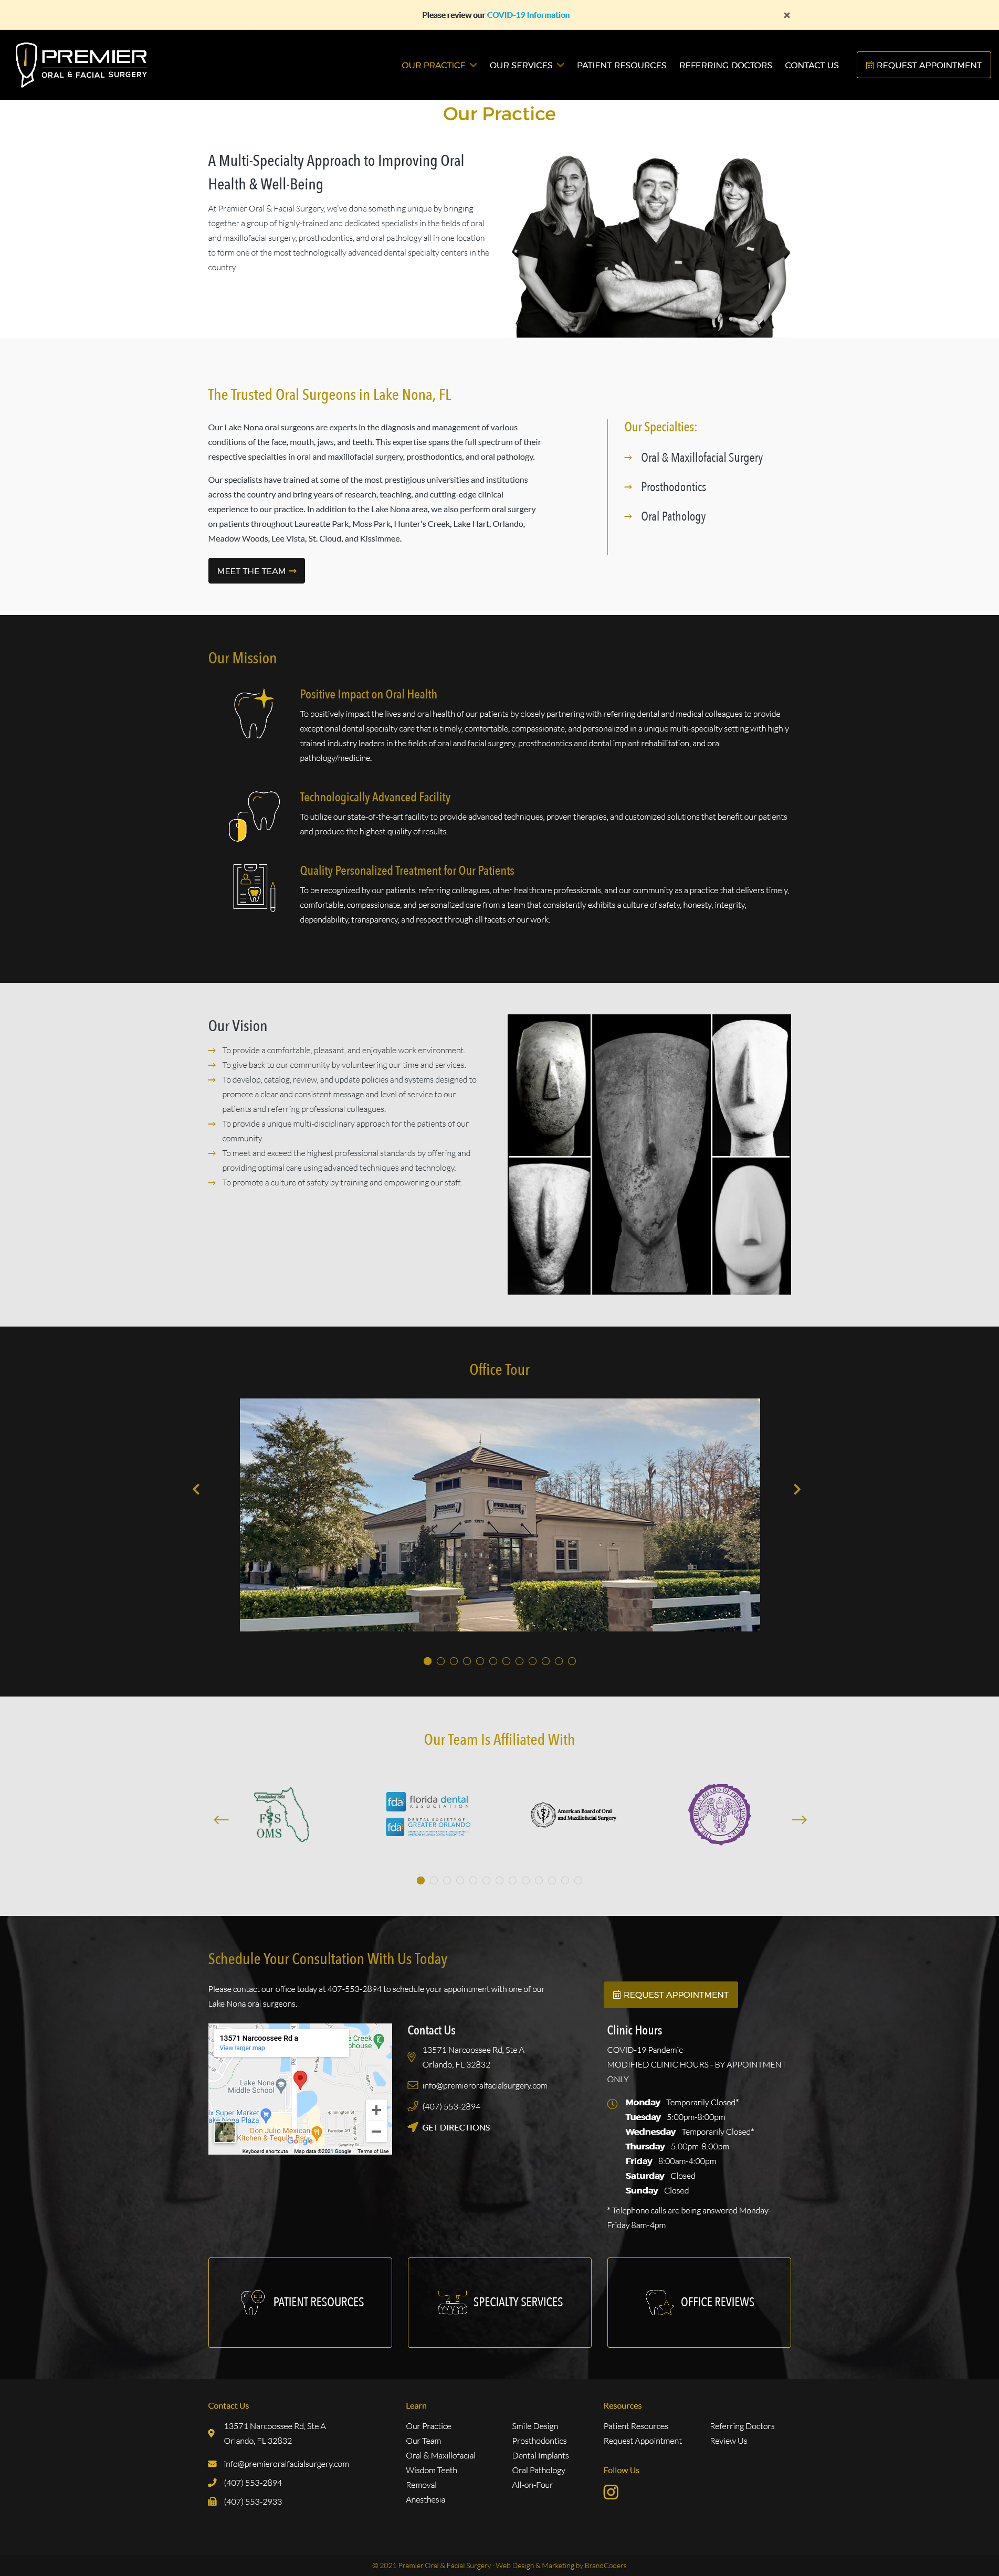 Please review our COVID-19 Information
×
PREMIER
ORAL & FACIAL SURGERY
OUR PRACTICE
OUR SERVICES
PATIENT RESOURCES
REFERRING DOCTORS
CONTACT US
REQUEST APPOINTMENT
Our Practice
A Multi-Specialty Approach to Improving Oral
Health & Well-Being
At Premier Oral & Facial Surgery, we've done something unique by bringing
together a group of highly-trained and dedicated specialists in the fields of oral
and maxillofacial surgery, prosthodontics, and oral pathology all in one location
to form one of the most technologically advanced dental specialty centers in the
country.
The Trusted Oral Surgeons in Lake Nona, FL
Our Lake Nona oral surgeons are experts in the diagnosis and management of various
conditions of the face, mouth, jaws, and teeth. This expertise spans the full spectrum of their
respective specialties in oral and maxillofacial surgery, prosthodontics, and oral pathology.
Our specialists have trained at some of the most prestigious universities and institutions
across the country and bring years of research, teaching, and cutting-edge clinical
experience to our practice. In addition to the Lake Nona area, we also perform oral surgery
on patients throughout Laureatte Park, Moss Park, Hunter's Creek, Lake Hart, Orlando,
Meadow Woods, Lee Vista, St. Cloud, and Kissimmee.
MEET THE TEAM
Our Specialties:
Oral & Maxillofacial Surgery
Prosthodontics
Oral Pathology
Our Mission
Positive Impact on Oral Health
To positively impact the lives and oral health of our patients by closely partnering with referring dental and medical colleagues to provide
exceptional dental specialty care that is timely, comfortable, compassionate, and personalized in a unique multi-specialty setting with highly
trained industry leaders in the fields of oral and facial surgery, prosthodontics and dental implant rehabilitation, and oral
pathology/medicine.
Technologically Advanced Facility
To utilize our state-of-the-art facility to provide advanced techniques, proven therapies, and customized solutions that benefit our patients
and produce the highest quality of results.
Quality Personalized Treatment for Our Patients
To be recognized by our patients, referring colleagues, other healthcare professionals, and our community as a practice that delivers timely,
comfortable, compassionate, and personalized care from a team that consistently exhibits a culture of safety, honesty, integrity,
dependability, transparency, and respect through all facets of our work.
Our Vision
To provide a comfortable, pleasant, and enjoyable work environment.
To give back to our community by volunteering our time and services.
To develop, catalog, review, and update policies and systems designed to
promote a clear and consistent message and level of service to our
patients and referring professional colleagues.
To provide a unique multi-disciplinary approach for the patients of our
community.
To meet and exceed the highest professional standards by offering and
providing optimal care using advanced techniques and technology.
To promote a culture of safety by training and empowering our staff.
Office Tour
PREMIER
PREMIER
Our Team Is Affiliated With
FS
OMS
fda florida dental
ASSOCIATION
fda DENTAL SOCIETY OF
GREATER ORLANDO
American Board of Oral
and Maxillofacial Surgery
Schedule Your Consultation With Us Today
Please contact our office today at 407-553-2894 to schedule your appointment with one of our
Lake Nona oral surgeons.
REQUEST APPOINTMENT
13571 Narcoossee Rd a
View larger map
Lake Nona
Middle School
Don Julio Mexican
Kitchen & Tequila Bar
Google
Keyboard shortcuts
Map data ©2021 Google
Terms of Use
Contact Us
13571 Narcoossee Rd, Ste A
Orlando, FL 32832
info@premieroralfacialsurgery.com
(407) 553-2894
GET DIRECTIONS
Clinic Hours
COVID-19 Pandemic
MODIFIED CLINIC HOURS - BY APPOINTMENT
ONLY
Monday Temporarily Closed*
Tuesday 5:00pm-8:00pm
Wednesday Temporarily Closed*
Thursday 5:00pm-8:00pm
Friday 8:00am-4:00pm
Saturday Closed
Sunday Closed
* Telephone calls are being answered Monday-
Friday 8am-4pm
PATIENT RESOURCES
SPECIALTY SERVICES
OFFICE REVIEWS
Contact Us
13571 Narcoossee Rd, Ste A
Orlando, FL 32832
info@premieroralfacialsurgery.com
(407) 553-2894
(407) 553-2933
Learn
Our Practice
Our Team
Oral & Maxillofacial
Wisdom Teeth
Removal
Anesthesia
Smile Design
Prosthodontics
Dental Implants
Oral Pathology
All-on-Four
Resources
Patient Resources
Request Appointment
Referring Doctors
Review Us
Follow Us
© 2021 Premier Oral & Facial Surgery · Web Design & Marketing by BrandCoders